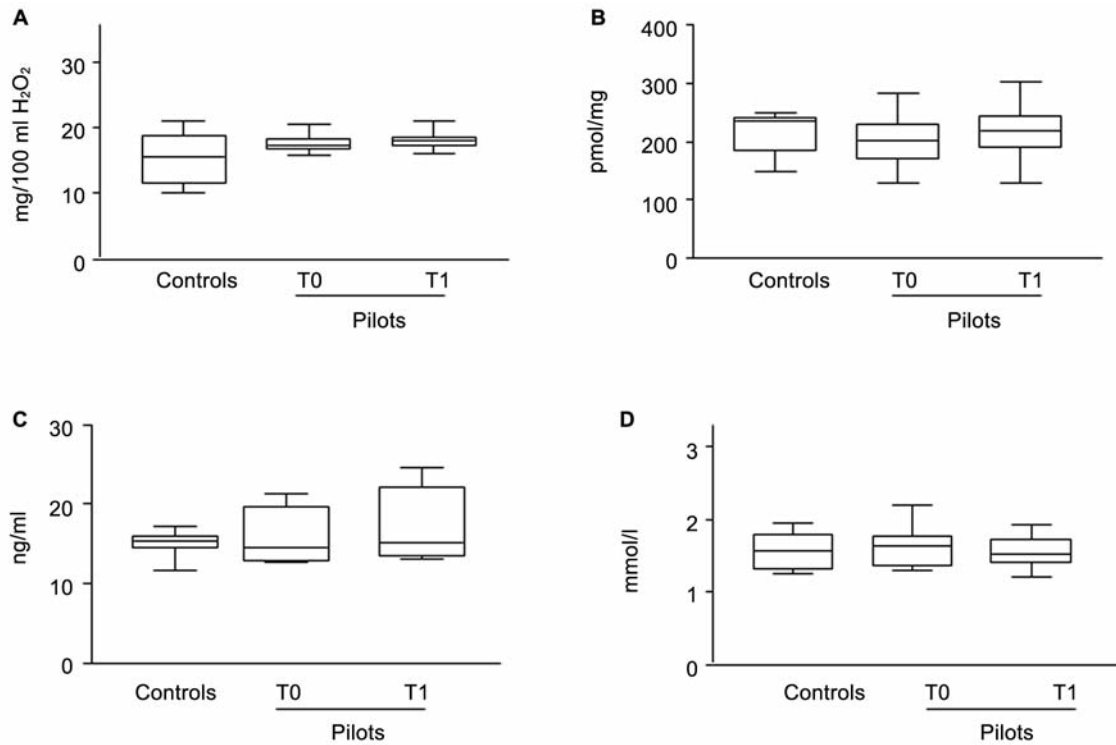 A
mg/100 ml H₂O₂
30
20
10
0
Controls T0 T1
Pilots
B
pmol/mg
400
300
200
100
0
Controls T0 T1
Pilots
C
ng/ml
30
20
10
0
Controls T0 T1
Pilots
D
mmol/l
3
2
1
0
Controls T0 T1
Pilots